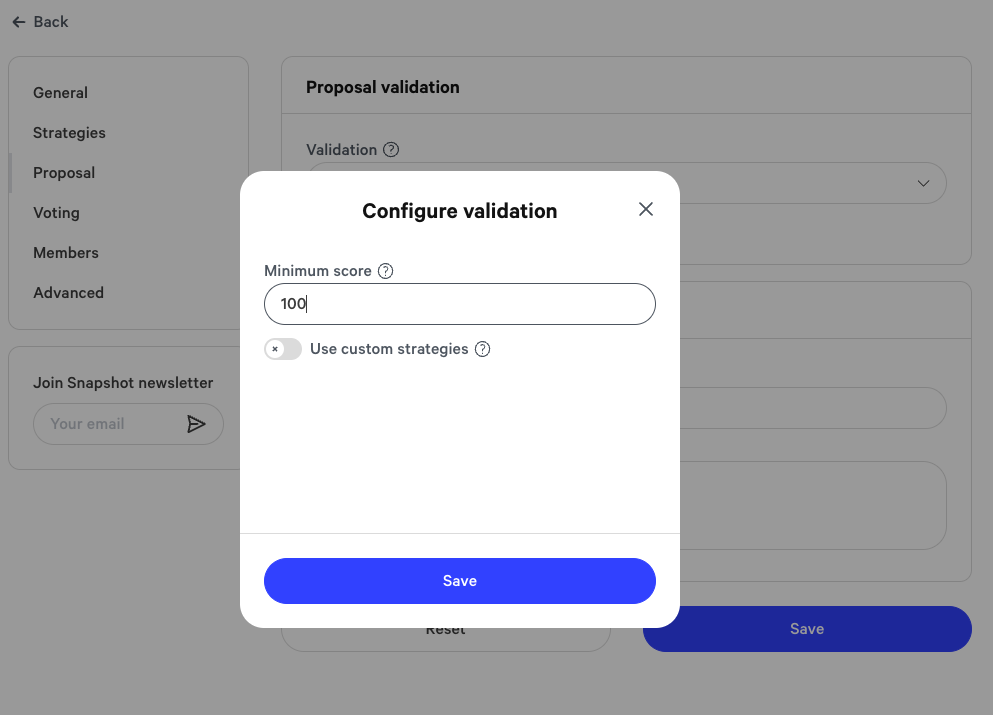 Back
General
Strategies
Proposal
Voting
Members
Advanced
Join Snapshot newsletter
Your email
Proposal validation
Validation
Configure validation
Minimum score
100
Use custom strategies
Save
Reset
Save